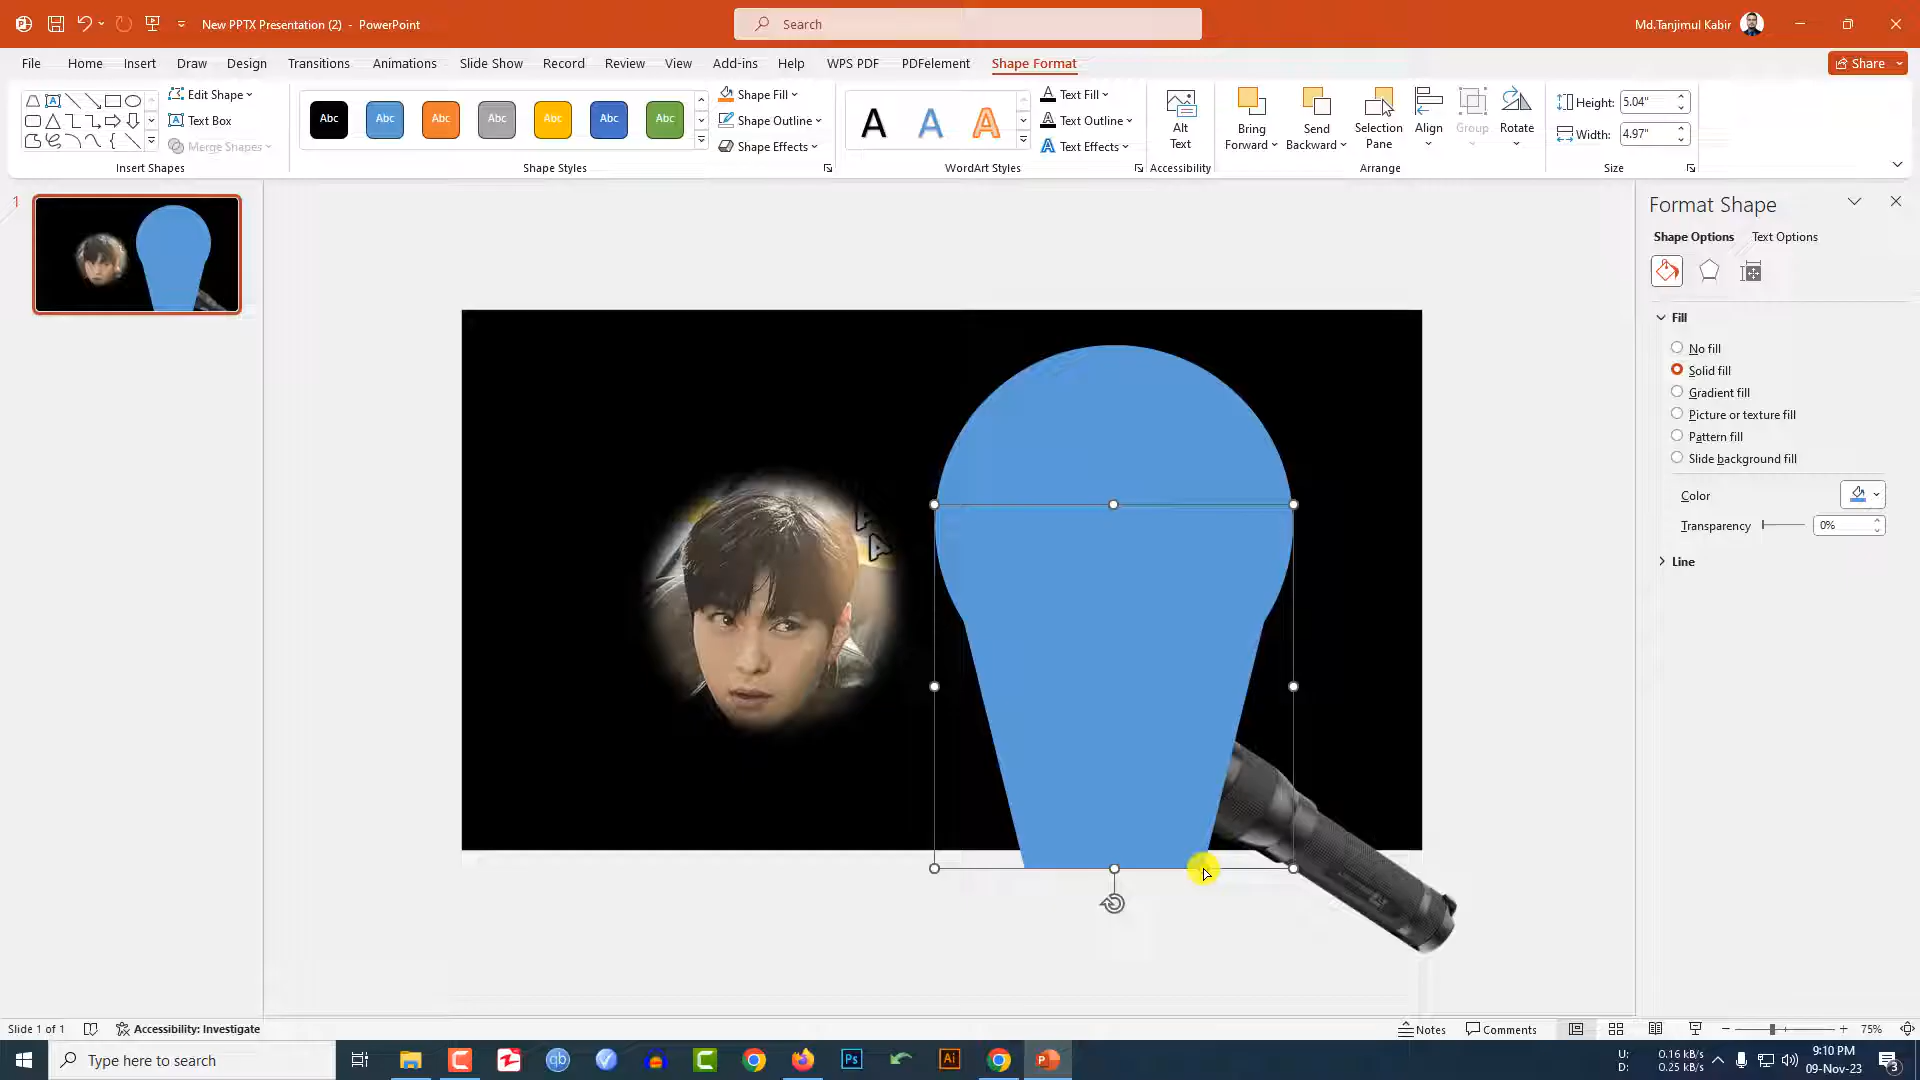 New PPTX Presentation (2) - PowerPoint
Search
Md.Tanjimul Kabir
File Home Insert Draw Design Transitions Animations Slide Show Record Review View Add-ins Help WPS PDF PDFelement Shape Format
Share
Edit Shape
Text Box
Merge Shapes
Insert Shapes
Abc Abc Abc Abc Abc Abc Abc
Shape Fill
Shape Outline
Shape Effects
Shape Styles
A A A
Text Fill
Text Outline
Text Effects
WordArt Styles
Alt
Text
Accessibility
Bring
Forward
Send
Backward
Selection
Pane
Align
Group
Rotate
Arrange
Height: 5.04"
Width: 4.97"
Size
1
Format Shape
Shape Options Text Options
Fill
No fill
Solid fill
Gradient fill
Picture or texture fill
Pattern fill
Slide background fill
Color
Transparency 0%
Line
Slide 1 of 1
Accessibility: Investigate
Notes
Comments
75%
Type here to search
qb
Ps
Ai
U: 0.16 kB/s
D: 0.25 kB/s
9:10 PM
09-Nov-23
3